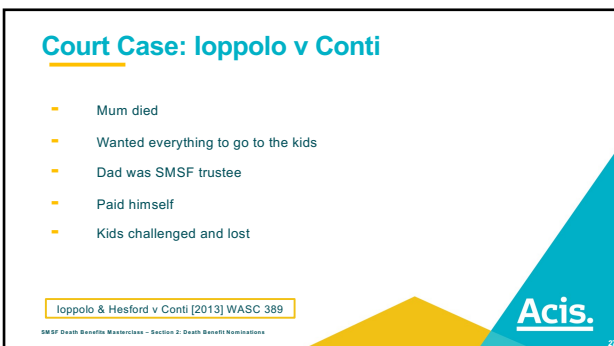 Court Case: Ioppolo v Conti
- Mum died
- Wanted everything to go to the kids
- Dad was SMSF trustee
- Paid himself
- Kids challenged and lost
Ioppolo & Hesford v Conti [2013] WASC 389
SMSF Death Benefits Masterclass – Section 2: Death Benefit Nominations
Acis.